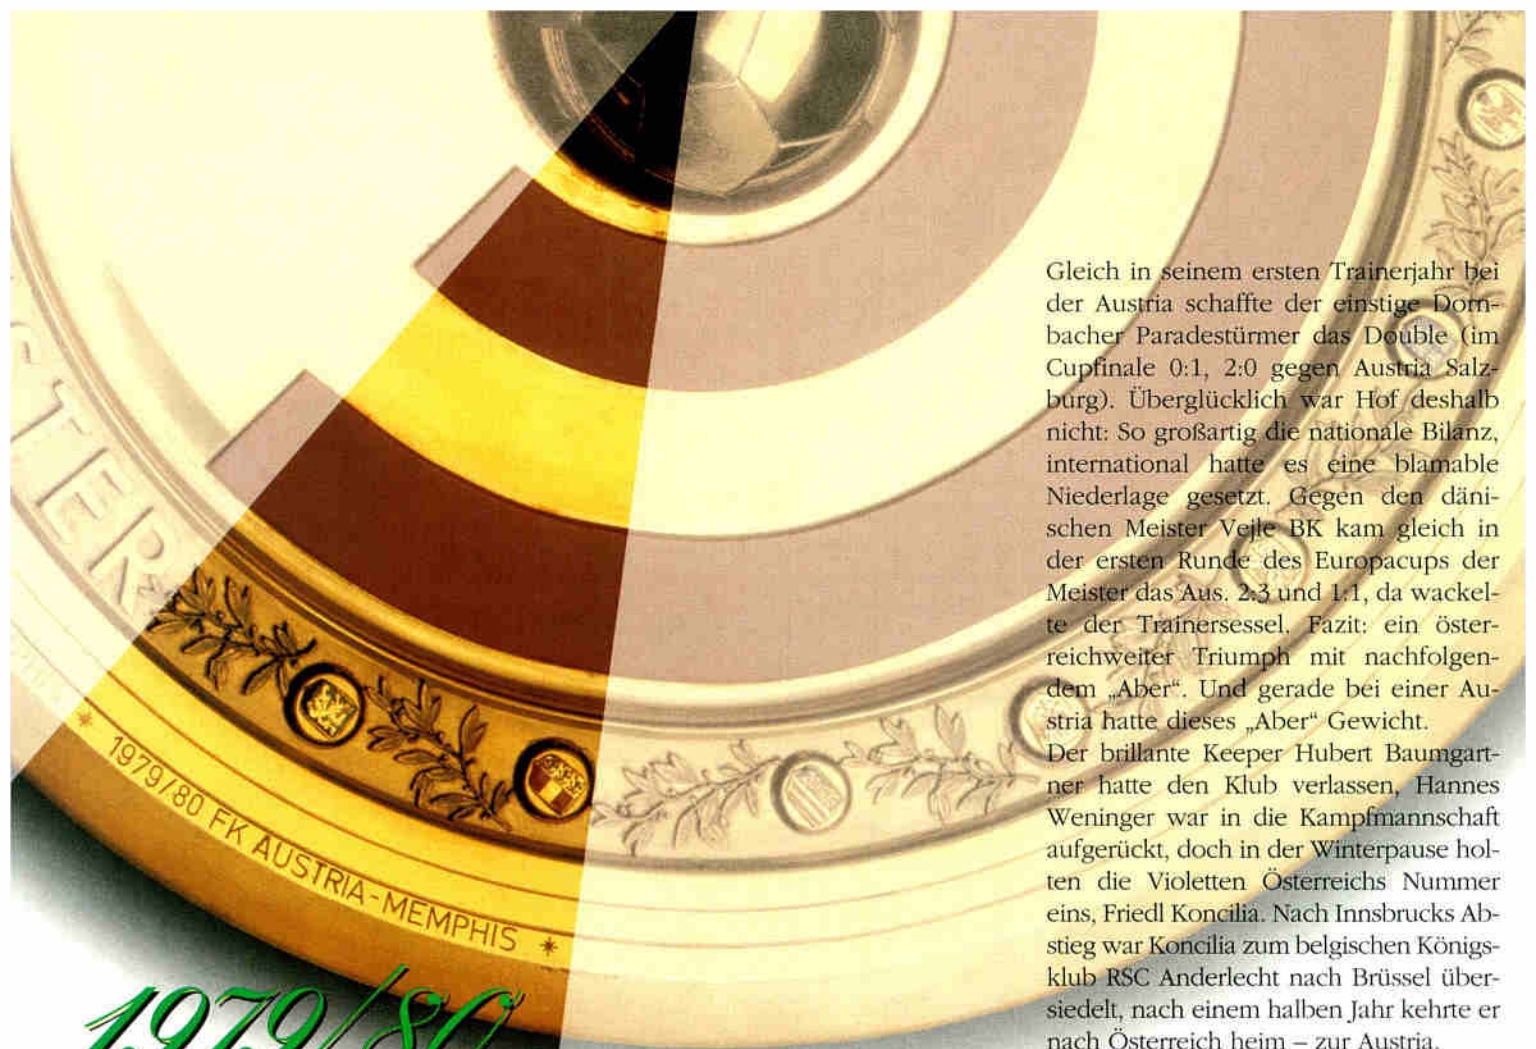 STER
1979/80 FK AUSTRIA-MEMPHIS
1979/80
Gleich in seinem ersten Trainerjahr bei
der Austria schaffte der einstige Dorn-
bacher Paradestürmer das Double (im
Cupfinale 0:1, 2:0 gegen Austria Salz-
burg). Überglücklich war Hof deshalb
nicht: So großartig die nationale Bilanz,
international hatte es eine blamable
Niederlage gesetzt. Gegen den däni-
schen Meister Vejle BK kam gleich in
der ersten Runde des Europacups der
Meister das Aus. 2:3 und 1:1, da wackel-
te der Trainersessel. Fazit: ein öster-
reichweiter Triumph mit nachfolgen-
dem „Aber“. Und gerade bei einer Au-
stria hatte dieses „Aber“ Gewicht.
Der brillante Keeper Hubert Baumgart-
ner hatte den Klub verlassen, Hannes
Weninger war in die Kampfmannschaft
aufgerückt, doch in der Winterpause hol-
ten die Violetten Österreichs Nummer
eins, Friedl Koncilia. Nach Innsbrucks Ab-
stieg war Koncilia zum belgischen Königs-
klub RSC Anderlecht nach Brüssel über-
siedelt, nach einem halben Jahr kehrte er
nach Österreich heim – zur Austria.